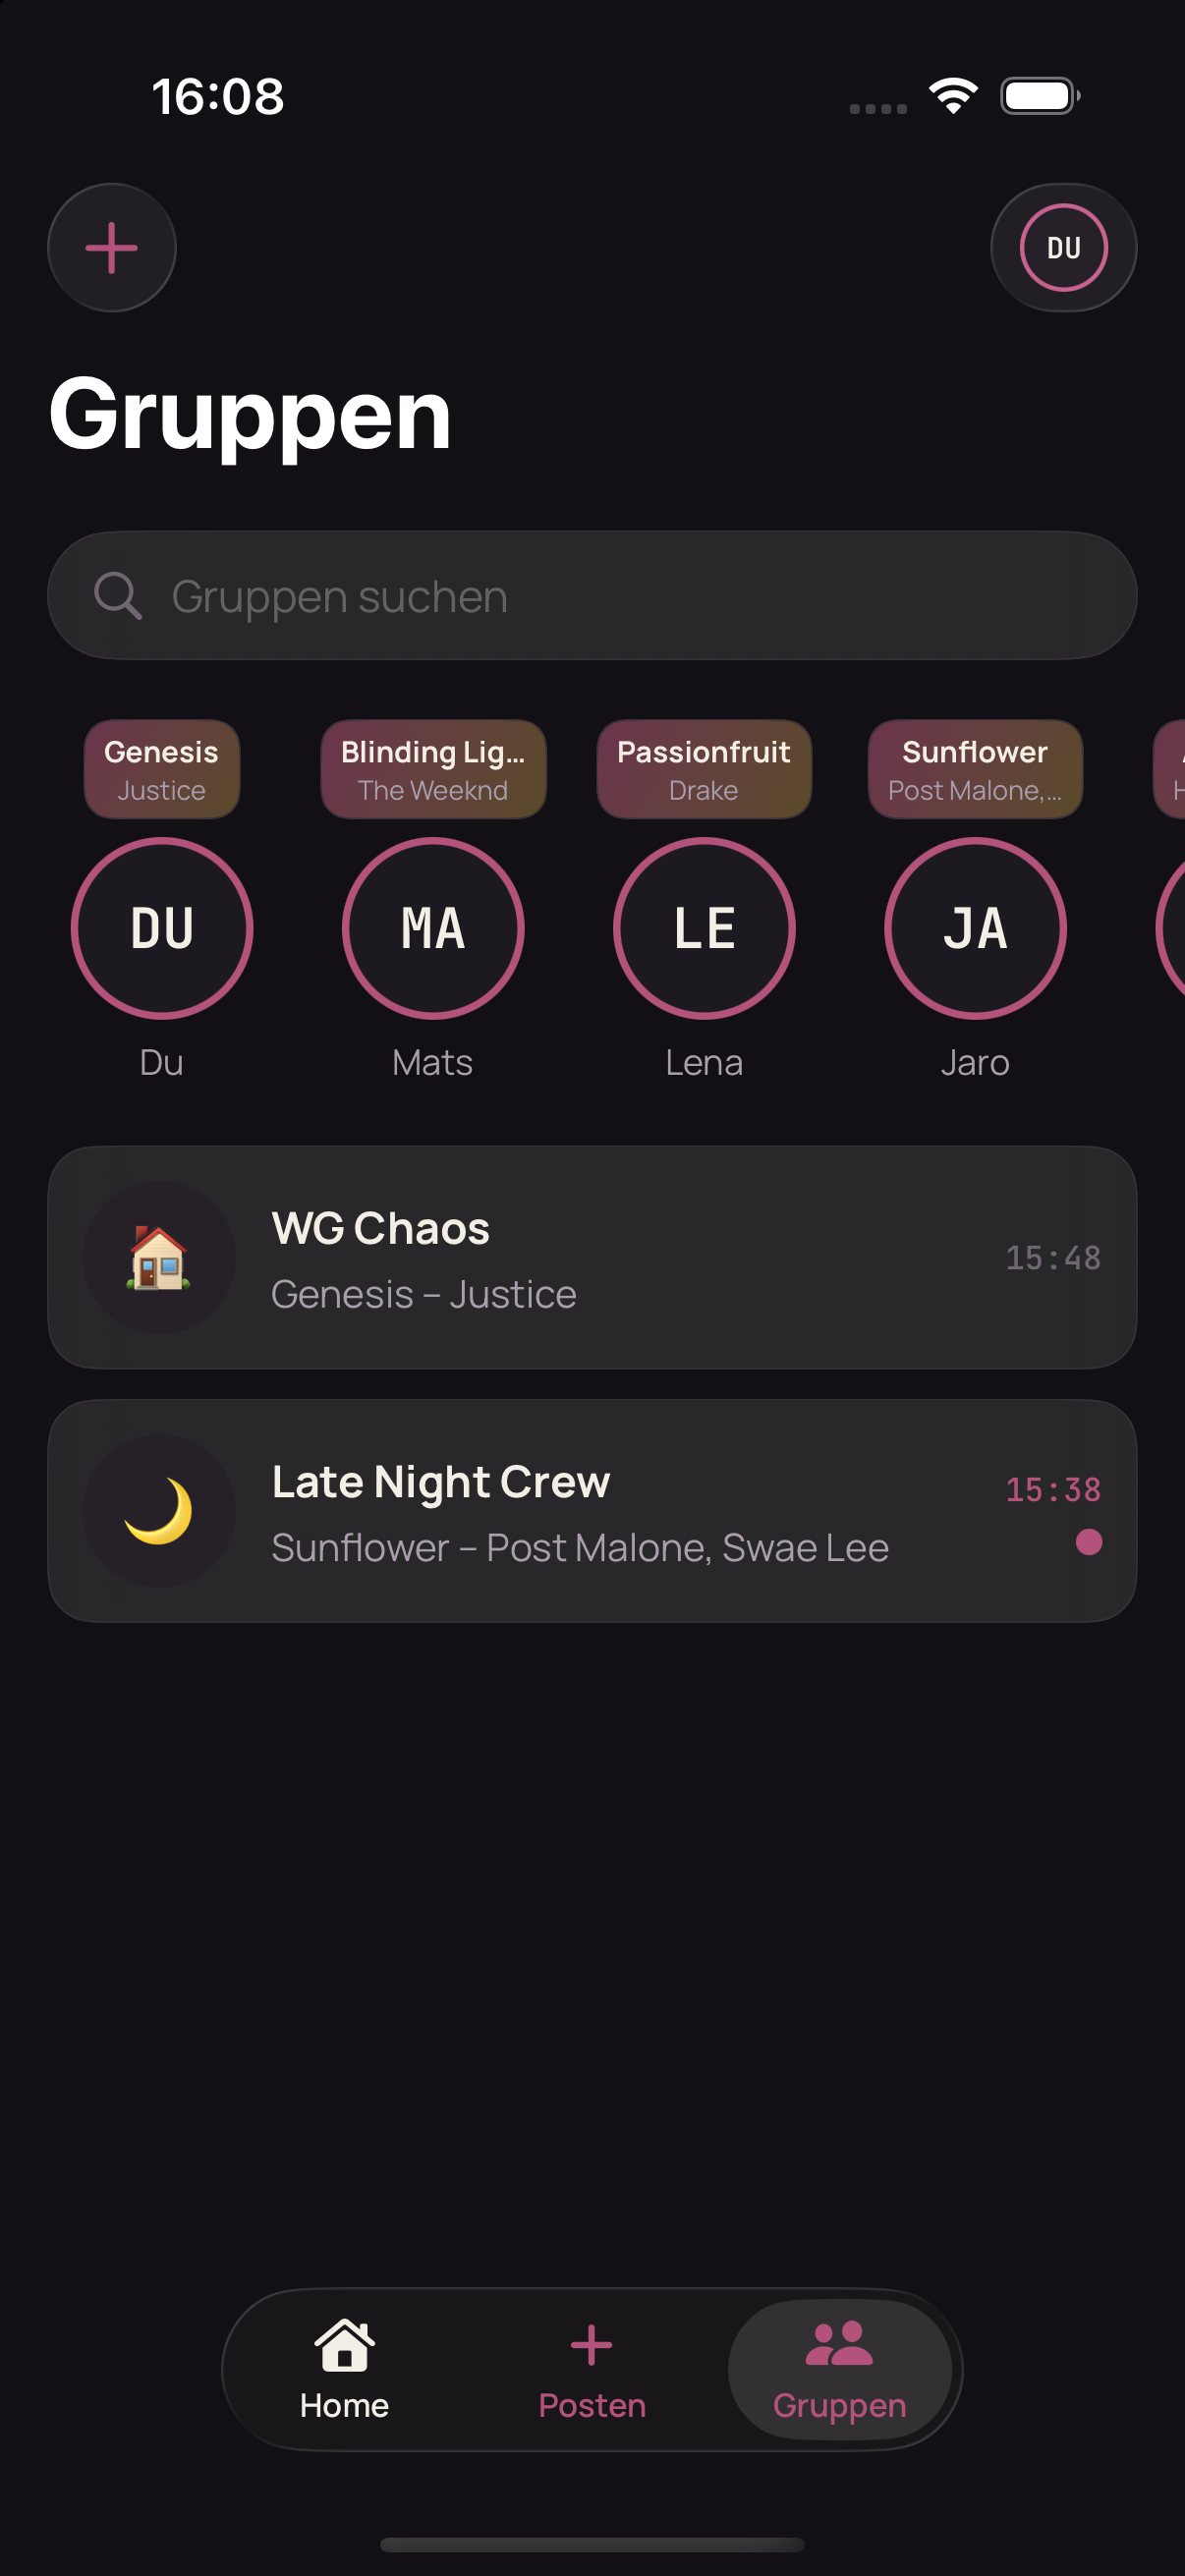 16:08
DU
Gruppen
Gruppen suchen
Genesis
Justice
Blinding Lig...
The Weeknd
Passionfruit
Drake
Sunflower
Post Malone,...
DU
MA
LE
JA
Du
Mats
Lena
Jaro
WG Chaos
Genesis – Justice
15:48
Late Night Crew
Sunflower – Post Malone, Swae Lee
15:38
Home
Posten
Gruppen